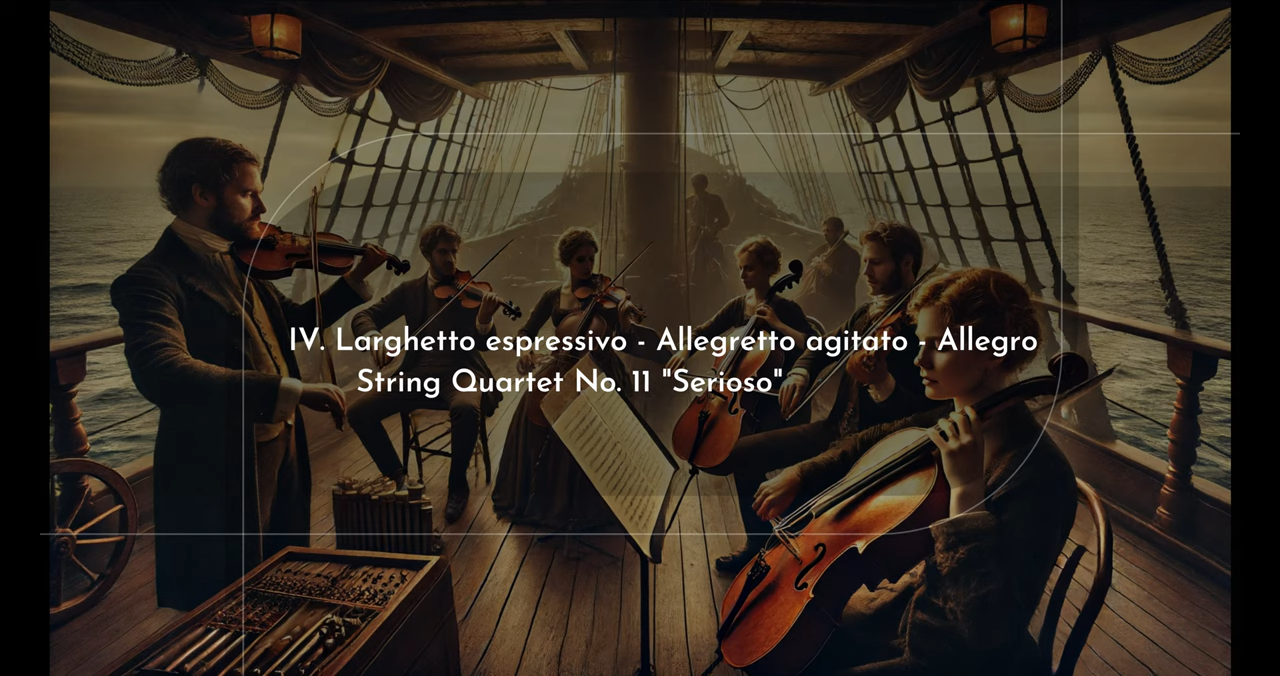 IV. Larghetto espressivo - Allegretto agitato - Allegro
String Quartet No. 11 "Serioso"